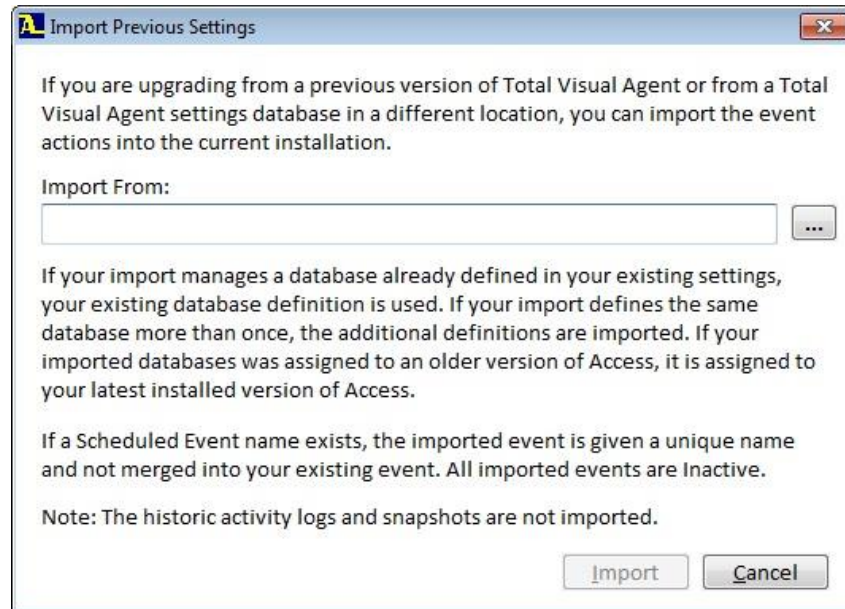 Import Previous Settings
If you are upgrading from a previous version of Total Visual Agent or from a Total
Visual Agent settings database in a different location, you can import the event
actions into the current installation.
Import From:
...
If your import manages a database already defined in your existing settings,
your existing database definition is used. If your import defines the same
database more than once, the additional definitions are imported. If your
imported databases was assigned to an older version of Access, it is assigned to
your latest installed version of Access.
If a Scheduled Event name exists, the imported event is given a unique name
and not merged into your existing event. All imported events are Inactive.
Note: The historic activity logs and snapshots are not imported.
Import Cancel